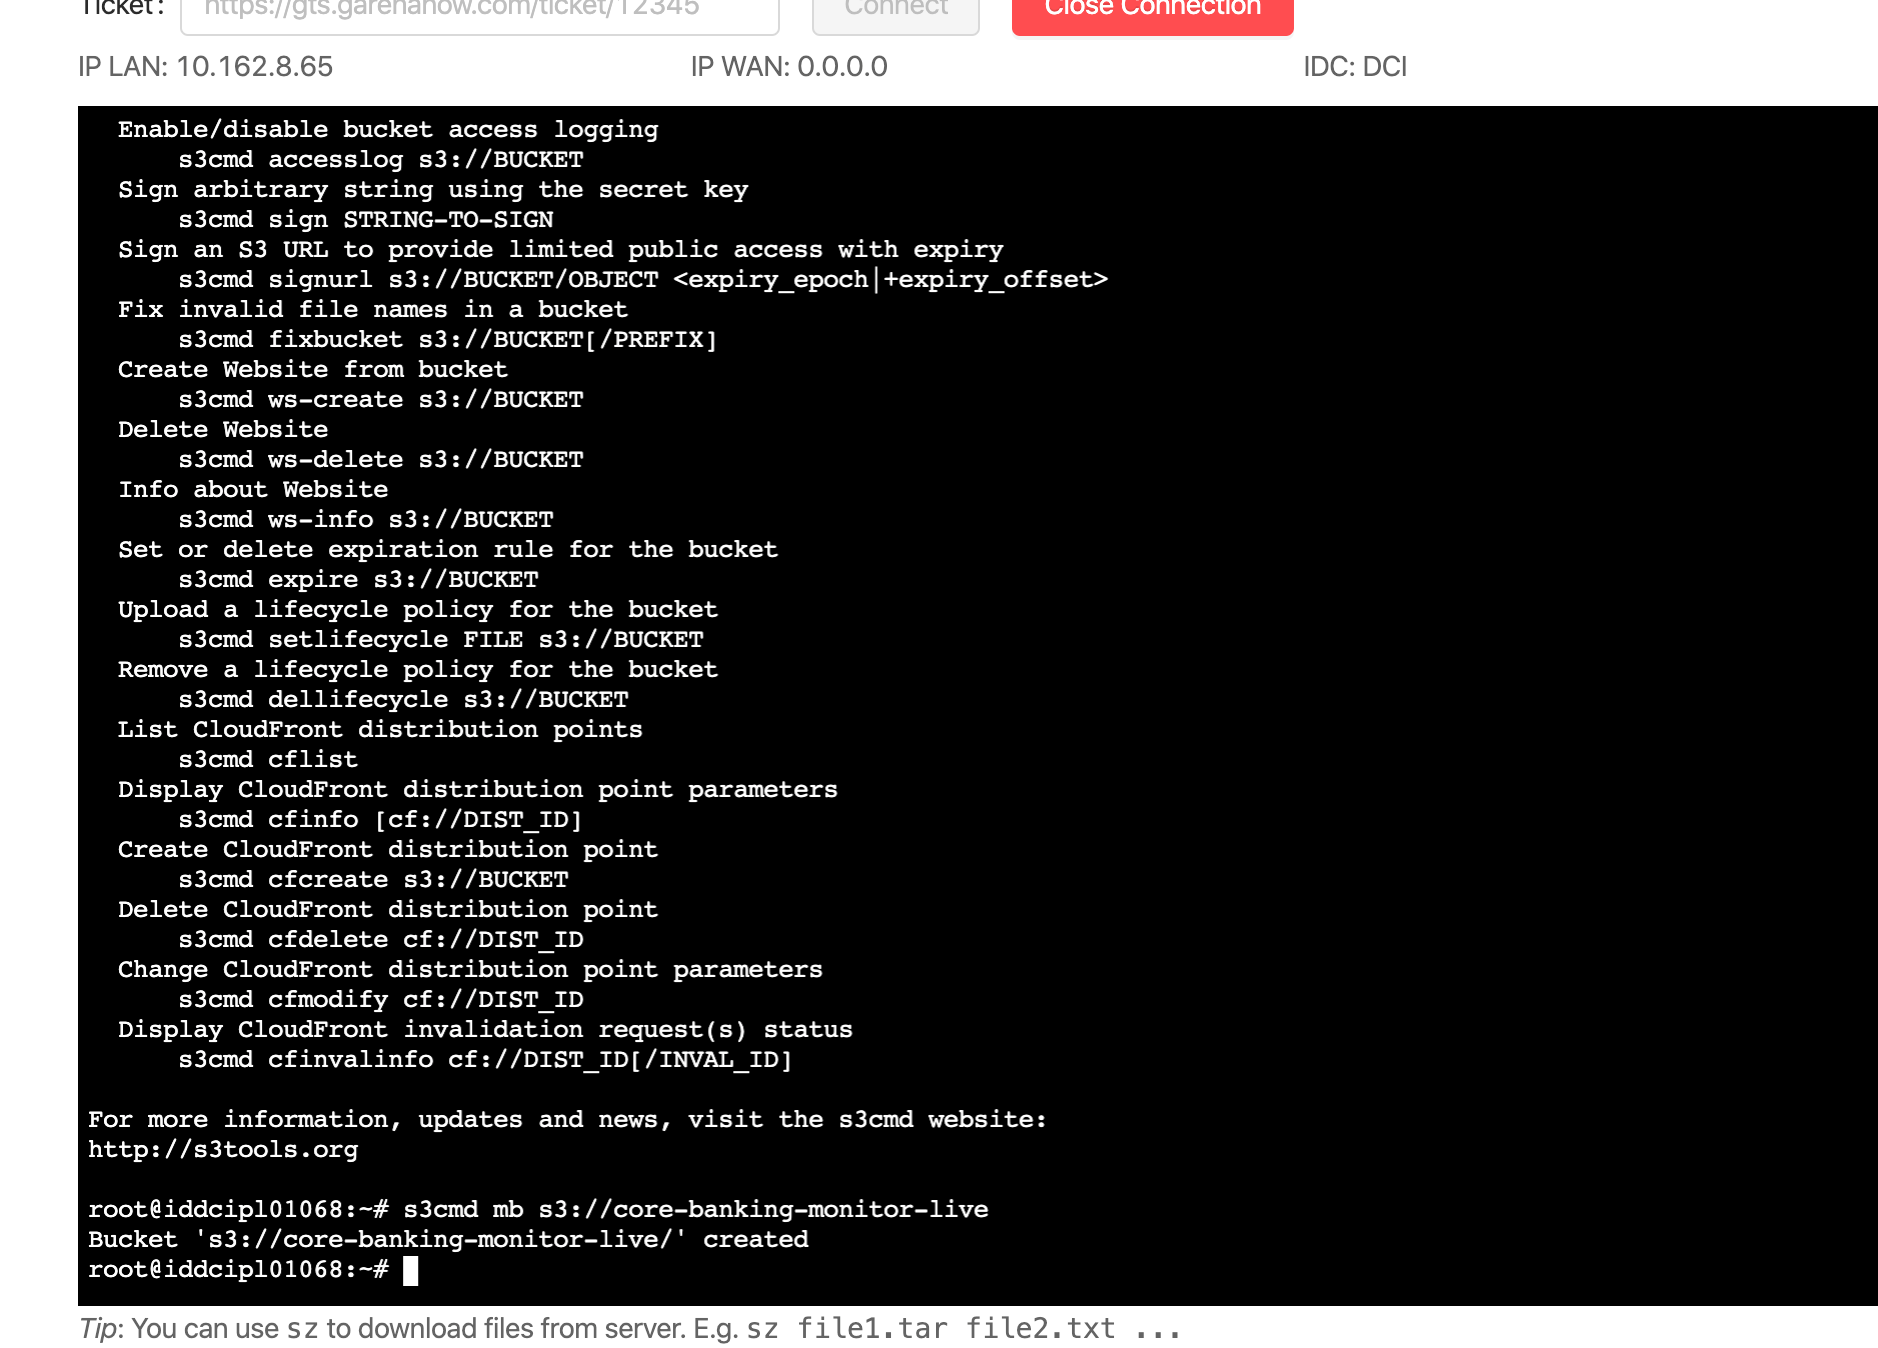 Ticket: https://gts.garenanow.com/ticket/12345 Connect Close Connection
IP LAN: 10.162.8.65 IP WAN: 0.0.0.0 IDC: DCI
Enable/disable bucket access logging
s3cmd accesslog s3://BUCKET
Sign arbitrary string using the secret key
s3cmd sign STRING-TO-SIGN
Sign an S3 URL to provide limited public access with expiry
s3cmd signurl s3://BUCKET/OBJECT <expiry_epoch|+expiry_offset>
Fix invalid file names in a bucket
s3cmd fixbucket s3://BUCKET[/PREFIX]
Create Website from bucket
s3cmd ws-create s3://BUCKET
Delete Website
s3cmd ws-delete s3://BUCKET
Info about Website
s3cmd ws-info s3://BUCKET
Set or delete expiration rule for the bucket
s3cmd expire s3://BUCKET
Upload a lifecycle policy for the bucket
s3cmd setlifecycle FILE s3://BUCKET
Remove a lifecycle policy for the bucket
s3cmd dellifecycle s3://BUCKET
List CloudFront distribution points
s3cmd cflist
Display CloudFront distribution point parameters
s3cmd cfinfo [cf://DIST_ID]
Create CloudFront distribution point
s3cmd cfcreate s3://BUCKET
Delete CloudFront distribution point
s3cmd cfdelete cf://DIST_ID
Change CloudFront distribution point parameters
s3cmd cfmodify cf://DIST_ID
Display CloudFront invalidation request(s) status
s3cmd cfinvalinfo cf://DIST_ID[/INVAL_ID]
For more information, updates and news, visit the s3cmd website:
http://s3tools.org
root@iddcipl01068:~# s3cmd mb s3://core-banking-monitor-live
Bucket 's3://core-banking-monitor-live/' created
root@iddcipl01068:~#
Tip: You can use sz to download files from server. E.g. sz file1.tar file2.txt ...